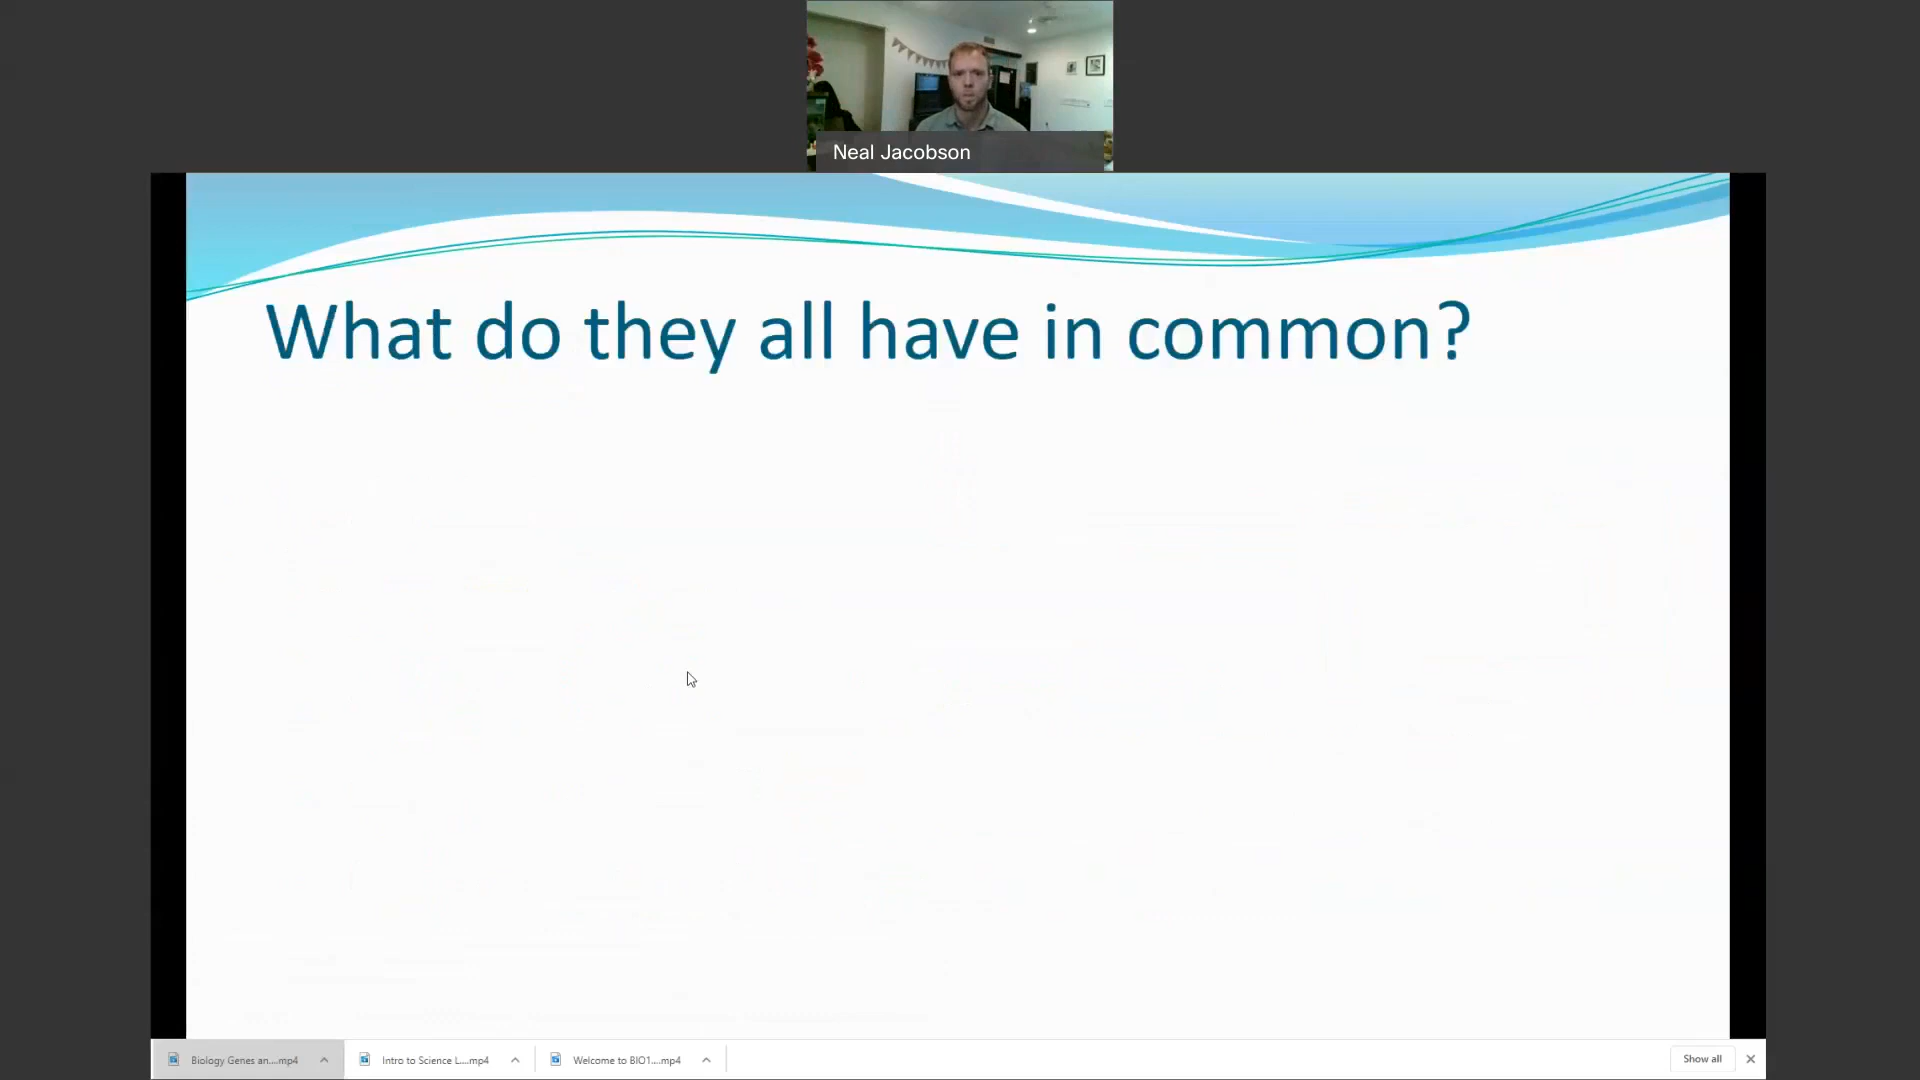 Neal Jacobson
What do they all have in common?
Biology Genes an....mp4
Intro to Science L....mp4
Welcome to BIO1....mp4
Show all